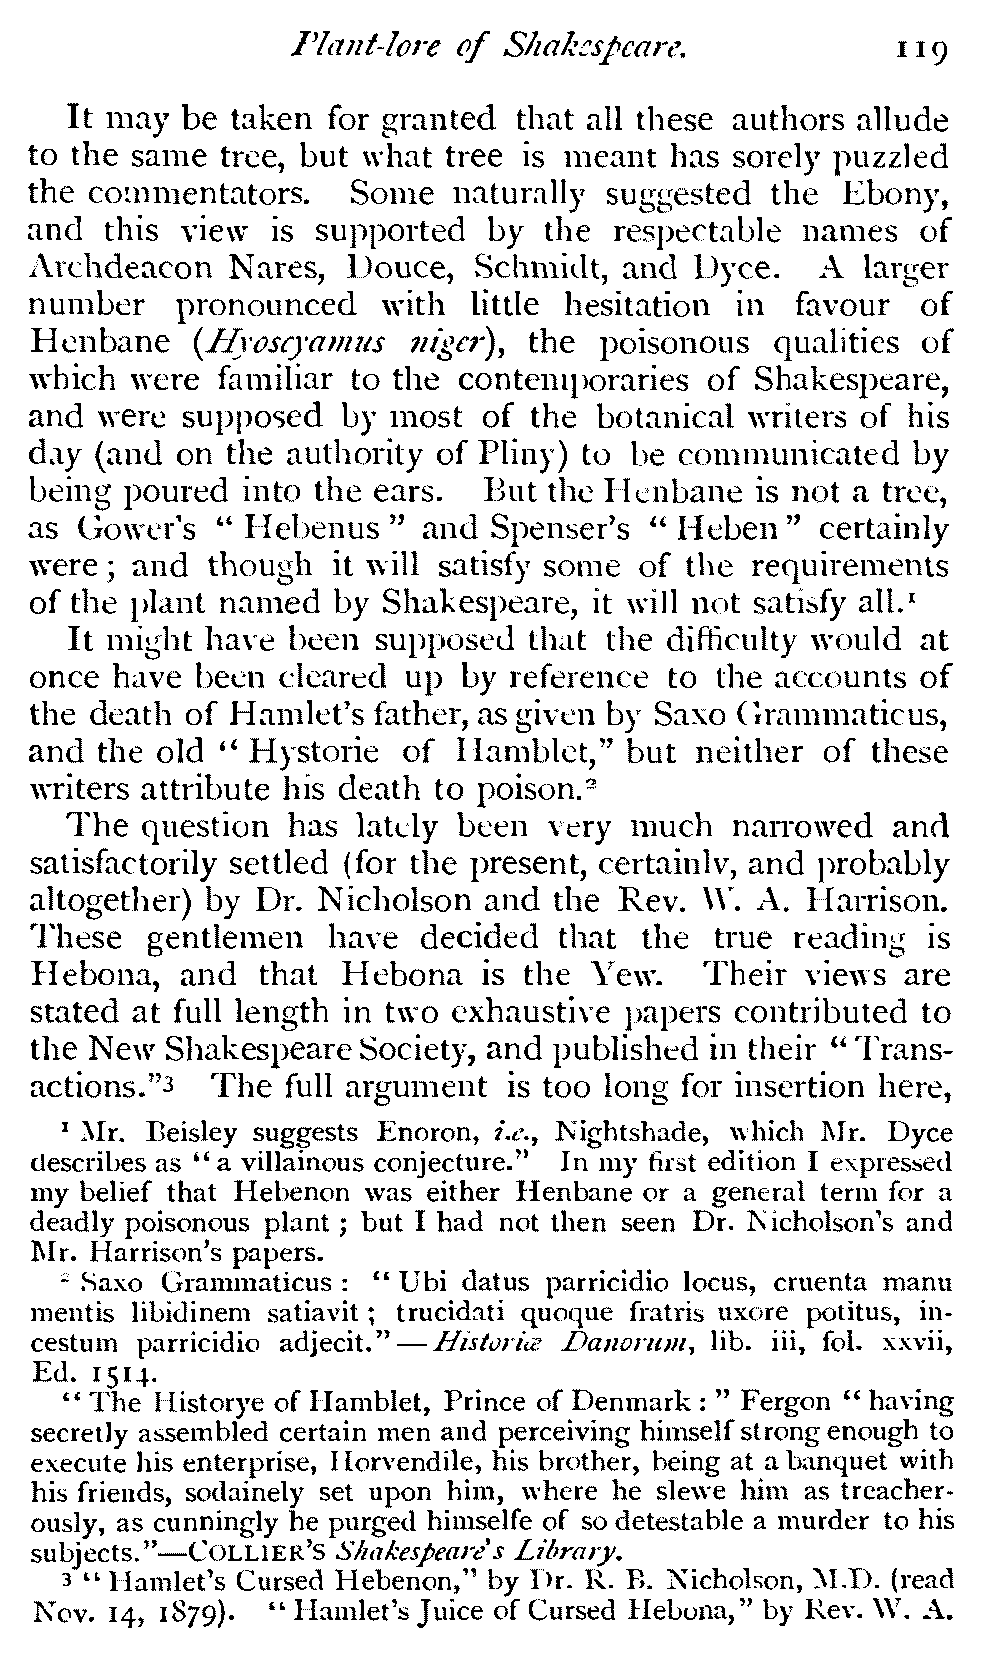 Plant-lore of Shakespeare. 119
It may be taken for granted that all these authors allude
to the same tree, but what tree is meant has sorely puzzled
the commentators. Some naturally suggested the Ebony,
and this view is supported by the respectable names of
Archdeacon Nares, Douce, Schmidt, and Dyce. A larger
number pronounced with little hesitation in favour of
Henbane (Hyoscyamus niger), the poisonous qualities of
which were familiar to the contemporaries of Shakespeare,
and were supposed by most of the botanical writers of his
day (and on the authority of Pliny) to be communicated by
being poured into the ears. But the Henbane is not a tree,
as Gower's “ Hebenus ” and Spenser's “ Heben ” certainly
were ; and though it will satisfy some of the requirements
of the plant named by Shakespeare, it will not satisfy all.¹
It might have been supposed that the difficulty would at
once have been cleared up by reference to the accounts of
the death of Hamlet's father, as given by Saxo Grammaticus,
and the old “ Hystorie of Hamblet,” but neither of these
writers attribute his death to poison.²
The question has lately been very much narrowed and
satisfactorily settled (for the present, certainly, and probably
altogether) by Dr. Nicholson and the Rev. W. A. Harrison.
These gentlemen have decided that the true reading is
Hebona, and that Hebona is the Yew. Their views are
stated at full length in two exhaustive papers contributed to
the New Shakespeare Society, and published in their “ Trans-
actions.”³ The full argument is too long for insertion here,
¹ Mr. Beisley suggests Enoron, i.e., Nightshade, which Mr. Dyce
describes as “ a villainous conjecture.” In my first edition I expressed
my belief that Hebenon was either Henbane or a general term for a
deadly poisonous plant ; but I had not then seen Dr. Nicholson's and
Mr. Harrison's papers.
² Saxo Grammaticus : “ Ubi datus parricidio locus, cruenta manu
mentis libidinem satiavit ; trucidati quoque fratris uxore potitus, in-
cestum parricidio adjecit.” — Historiæ Danorum, lib. iii, fol. xxvii,
Ed. 1514.
“ The Historye of Hamblet, Prince of Denmark : ” Fergon “ having
secretly assembled certain men and perceiving himself strong enough to
execute his enterprise, Horvendile, his brother, being at a banquet with
his friends, sodainely set upon him, where he slewe him as treacher-
ously, as cunningly he purged himselfe of so detestable a murder to his
subjects.”—COLLIER'S Shakespeare's Library.
³ “ Hamlet's Cursed Hebenon,” by Dr. R. B. Nicholson, M.D. (read
Nov. 14, 1879). “ Hamlet's Juice of Cursed Hebona,” by Rev. W. A.